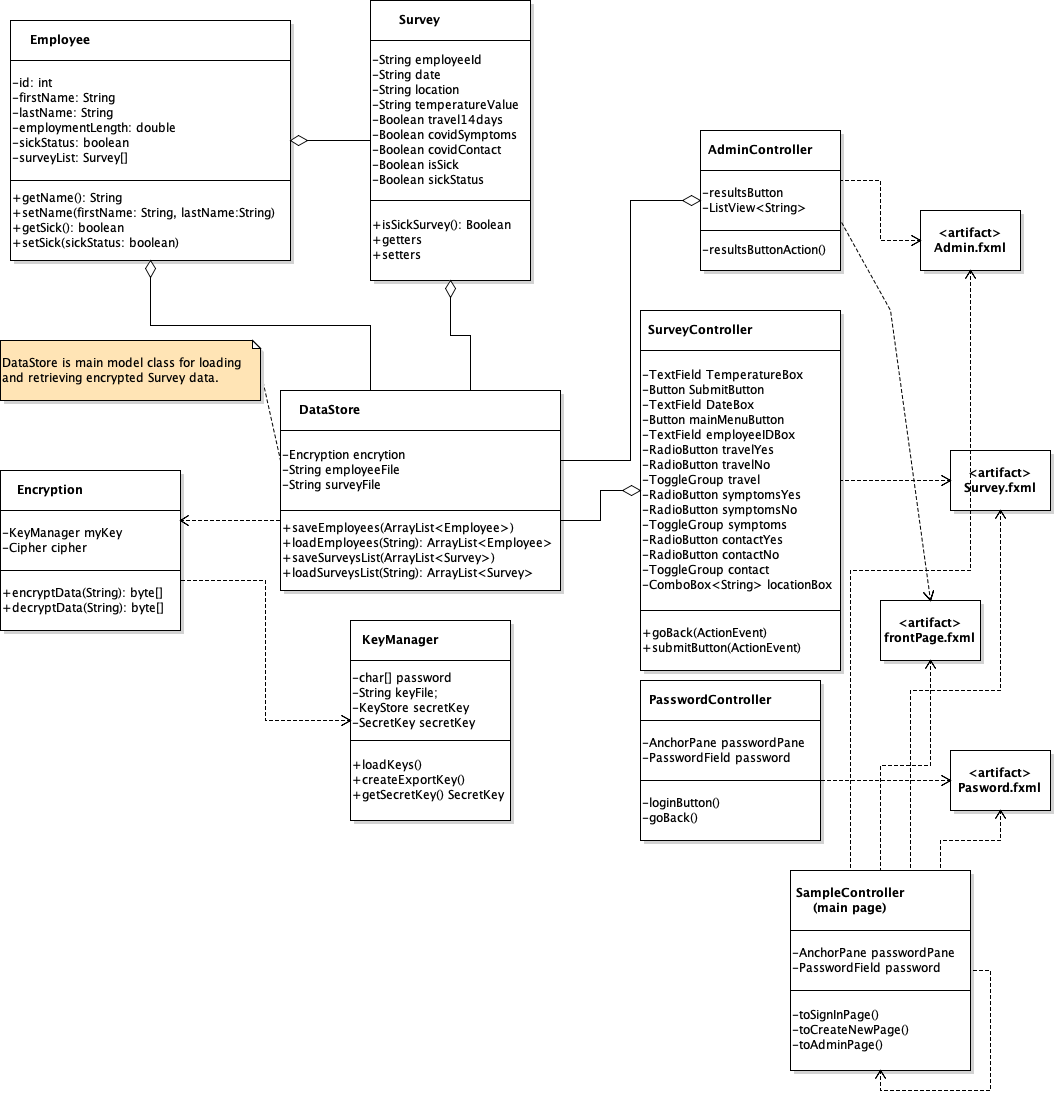 Employee
-id: int
-firstName: String
-lastName: String
-employmentLength: double
-sickStatus: boolean
-surveyList: Survey[]
+getName(): String
+setName(firstName: String, lastName:String)
+getSick(): boolean
+setSick(sickStatus: boolean)
Survey
-String employeeId
-String date
-String location
-String temperatureValue
-Boolean travel14days
-Boolean covidSymptoms
-Boolean covidContact
-Boolean isSick
-Boolean sickStatus
+isSickSurvey(): Boolean
+getters
+setters
AdminController
-resultsButton
-ListView<String>
-resultsButtonAction()
<artifact>
Admin.fxml
DataStore is main model class for loading
and retrieving encrypted Survey data.
DataStore
-Encryption encrytion
-String employeeFile
-String surveyFile
+saveEmployees(ArrayList<Employee>)
+loadEmployees(String): ArrayList<Employee>
+saveSurveysList(ArrayList<Survey>)
+loadSurveysList(String): ArrayList<Survey>
SurveyController
-TextField TemperatureBox
-Button SubmitButton
-TextField DateBox
-Button mainMenuButton
-TextField employeeIDBox
-RadioButton travelYes
-RadioButton travelNo
-ToggleGroup travel
-RadioButton symptomsYes
-RadioButton symptomsNo
-ToggleGroup symptoms
-RadioButton contactYes
-RadioButton contactNo
-ToggleGroup contact
-ComboBox<String> locationBox
+goBack(ActionEvent)
+submitButton(ActionEvent)
<artifact>
Survey.fxml
Encryption
-KeyManager myKey
-Cipher cipher
+encryptData(String): byte[]
+decryptData(String): byte[]
KeyManager
-char[] password
-String keyFile;
-KeyStore secretKey
-SecretKey secretKey
+loadKeys()
+createExportKey()
+getSecretKey() SecretKey
<artifact>
frontPage.fxml
PasswordController
-AnchorPane passwordPane
-PasswordField password
-loginButton()
-goBack()
<artifact>
Pasword.fxml
SampleController
(main page)
-AnchorPane passwordPane
-PasswordField password
-toSignInPage()
-toCreateNewPage()
-toAdminPage()